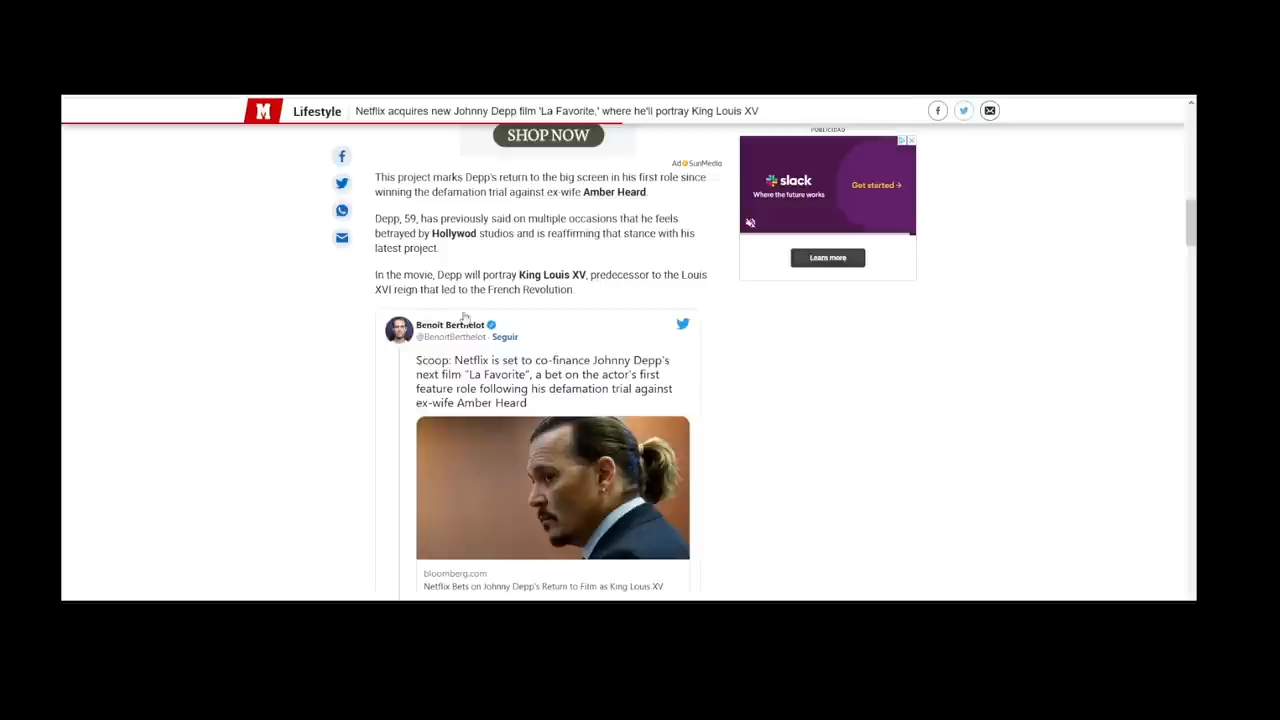 M Lifestyle Netflix acquires new Johnny Depp film 'La Favorite,' where he'll portray King Louis XV
SHOP NOW
PUBLICIDAD
Ad SunMedia
This project marks Depp's return to the big screen in his first role since
winning the defamation trial against ex-wife Amber Heard.
Depp, 59, has previously said on multiple occasions that he feels
betrayed by Hollywod studios and is reaffirming that stance with his
latest project.
In the movie, Depp will portray King Louis XV, predecessor to the Louis
XVI reign that led to the French Revolution.
slack
Where the future works
Get started →
Learn more
Benoit Berthelot
@BenoitBerthelot · Seguir
Scoop: Netflix is set to co-finance Johnny Depp's
next film "La Favorite", a bet on the actor's first
feature role following his defamation trial against
ex-wife Amber Heard
bloomberg.com
Netflix Bets on Johnny Depp's Return to Film as King Louis XV